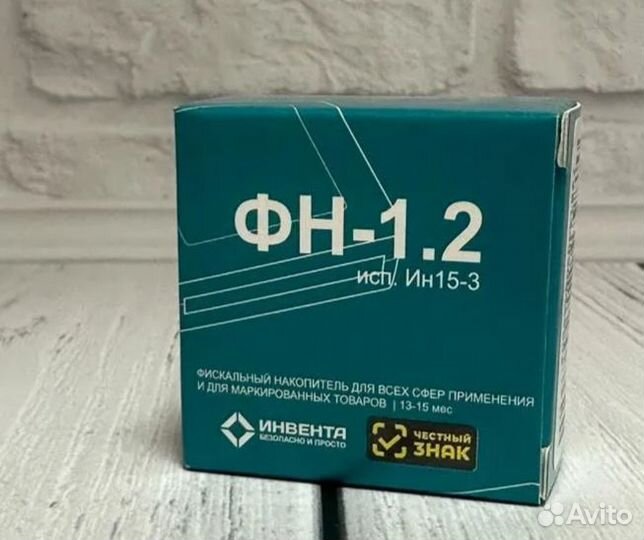 ФН-1.2
исп. Ин15-3
ФИСКАЛЬНЫЙ НАКОПИТЕЛЬ ДЛЯ ВСЕХ СФЕР ПРИМЕНЕНИЯ
И ДЛЯ МАРКИРОВАННЫХ ТОВАРОВ | 13-15 мес
ИНВЕНТА
БЕЗОПАСНО И ПРОСТО
ЧЕСТНЫЙ
ЗНАК
Avito